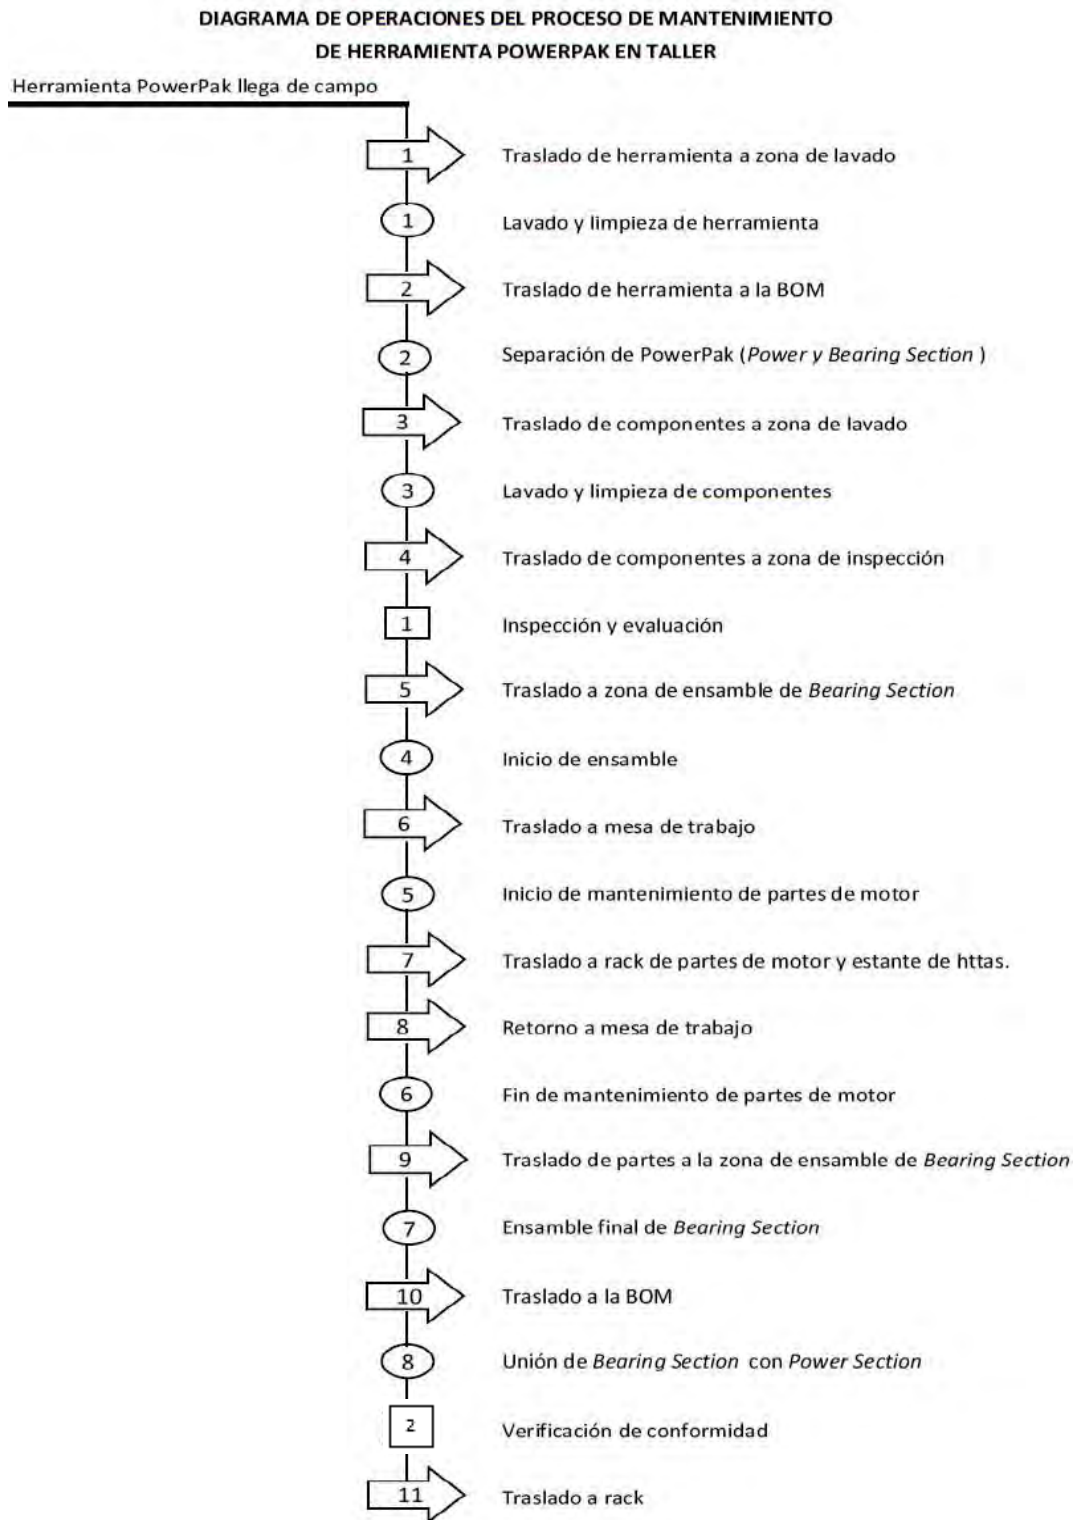 DIAGRAMA DE OPERACIONES DEL PROCESO DE MANTENIMIENTO
DE HERRAMIENTA POWERPAK EN TALLER
Herramienta PowerPak llega de campo
1 Traslado de herramienta a zona de lavado
1 Lavado y limpieza de herramienta
2 Traslado de herramienta a la BOM
2 Separación de PowerPak (Power y Bearing Section )
3 Traslado de componentes a zona de lavado
3 Lavado y limpieza de componentes
4 Traslado de componentes a zona de inspección
1 Inspección y evaluación
5 Traslado a zona de ensamble de Bearing Section
4 Inicio de ensamble
6 Traslado a mesa de trabajo
5 Inicio de mantenimiento de partes de motor
7 Traslado a rack de partes de motor y estante de httas.
8 Retorno a mesa de trabajo
6 Fin de mantenimiento de partes de motor
9 Traslado de partes a la zona de ensamble de Bearing Section
7 Ensamble final de Bearing Section
10 Traslado a la BOM
8 Unión de Bearing Section con Power Section
2 Verificación de conformidad
11 Traslado a rack